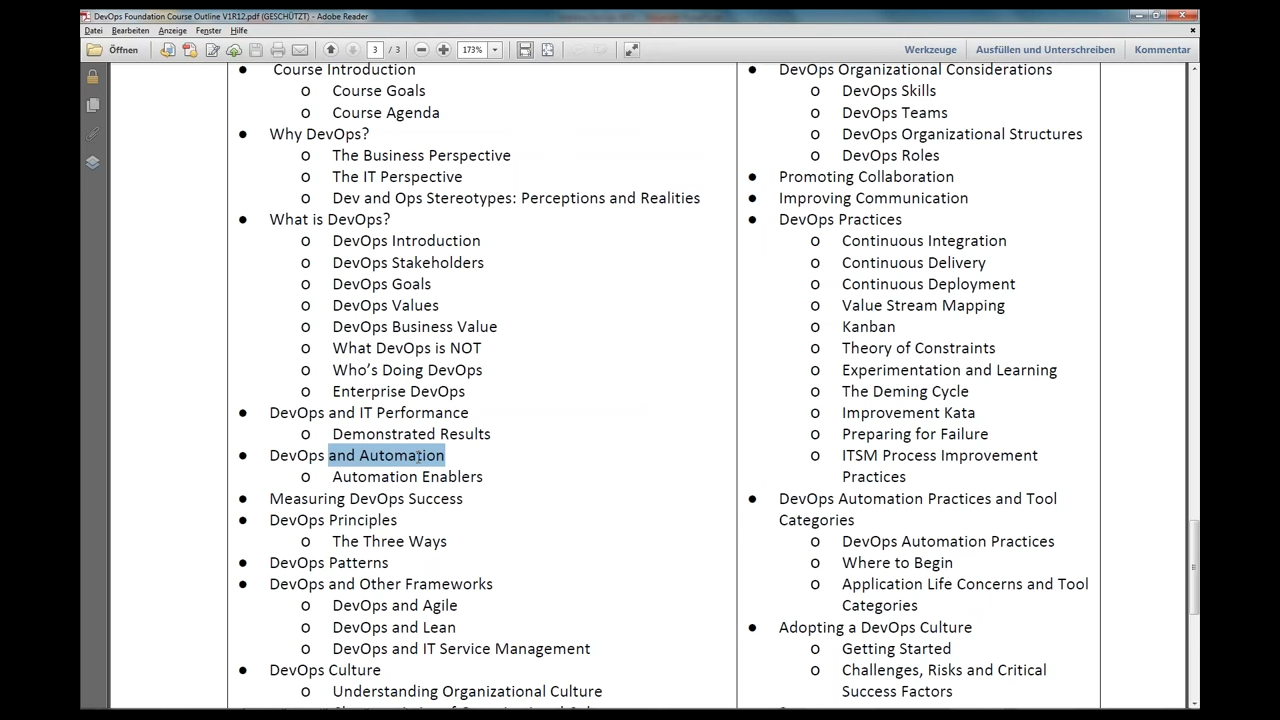 DevOps Foundation Course Outline V1R12.pdf (GESCHÜTZT) - Adobe Reader
Datei Bearbeiten Anzeige Fenster Hilfe
Öffnen 3 / 3 173% Werkzeuge Ausfüllen und Unterschreiben Kommentar
● Course Introduction
o Course Goals
o Course Agenda
● Why DevOps?
o The Business Perspective
o The IT Perspective
o Dev and Ops Stereotypes: Perceptions and Realities
● What is DevOps?
o DevOps Introduction
o DevOps Stakeholders
o DevOps Goals
o DevOps Values
o DevOps Business Value
o What DevOps is NOT
o Who’s Doing DevOps
o Enterprise DevOps
● DevOps and IT Performance
o Demonstrated Results
● DevOps and Automation
o Automation Enablers
● Measuring DevOps Success
● DevOps Principles
o The Three Ways
● DevOps Patterns
● DevOps and Other Frameworks
o DevOps and Agile
o DevOps and Lean
o DevOps and IT Service Management
● DevOps Culture
o Understanding Organizational Culture
● DevOps Organizational Considerations
o DevOps Skills
o DevOps Teams
o DevOps Organizational Structures
o DevOps Roles
● Promoting Collaboration
● Improving Communication
● DevOps Practices
o Continuous Integration
o Continuous Delivery
o Continuous Deployment
o Value Stream Mapping
o Kanban
o Theory of Constraints
o Experimentation and Learning
o The Deming Cycle
o Improvement Kata
o Preparing for Failure
o ITSM Process Improvement
Practices
● DevOps Automation Practices and Tool
Categories
o DevOps Automation Practices
o Where to Begin
o Application Life Concerns and Tool
Categories
● Adopting a DevOps Culture
o Getting Started
o Challenges, Risks and Critical
Success Factors